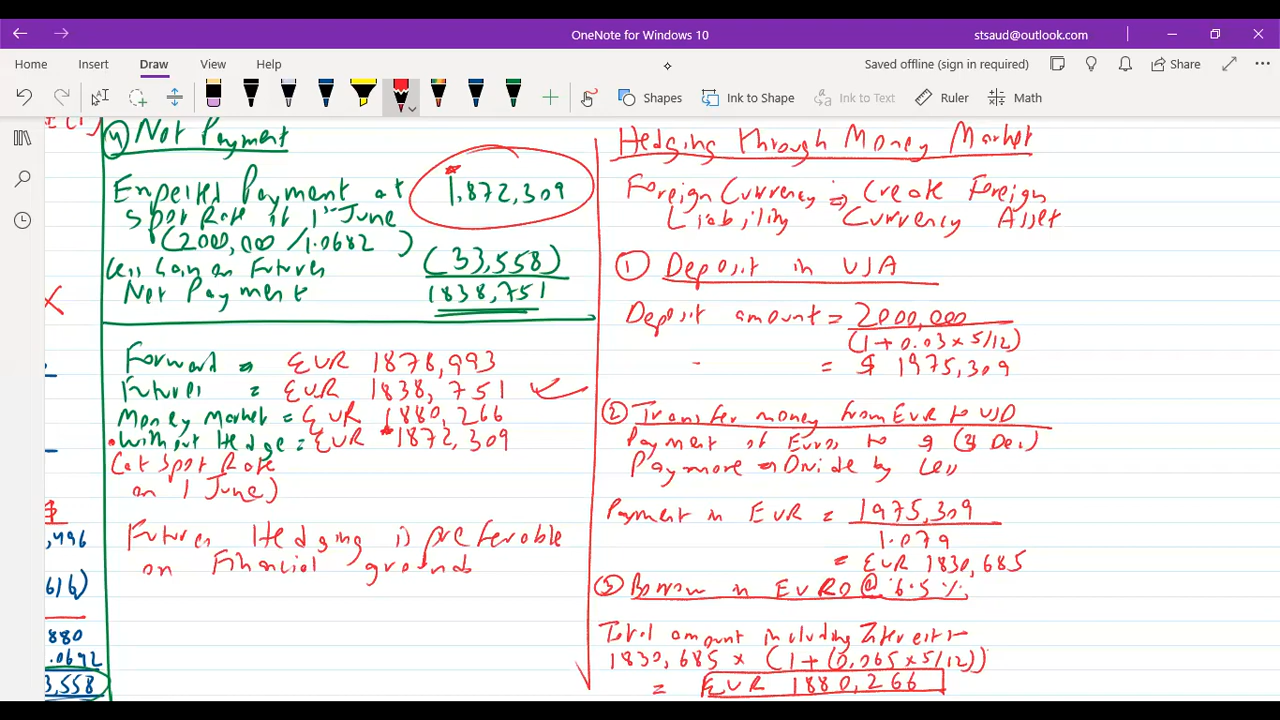 OneNote for Windows 10
stsaud@outlook.com
Home Insert Draw View Help
Saved offline (sign in required)
Share
Shapes
Ink to Shape
Ink to Text
Ruler
Math
④ Net Payment
Expected Payment at 1,872,309
Spot Rate of 1st June
(2000,000 / 1.0682 )
Less Gain on Futures (33,558)
Net Payment 1838,751
Forward = EUR 1878,993
Futures = EUR 1838,751
Money Market = EUR 1880,266
Without Hedge = EUR 1872,309
(at Spot Rate
on 1 June)
Futures Hedging is preferable
on Financial grounds
,496
616)
880
.0692
3,558
Hedging through Money Market
Foreign Currency ⇒ Create Foreign
Liability Currency Asset
① Deposit in USA
Deposit amount = 2000,000
(1 + 0.03 x 5/12)
= $ 1975,309
② Transfer money from EUR to USD
Payment of Euros to $ (31 Dec)
Pay more → Divide by Less
Payment in EUR = 1975,309
1.079
= EUR 1830,685
③ Borrow in EURO @ 6.5 %
Total amount including Interest:-
1830,685 x (1 + (0.065 x 5/12))
= EUR 1880,266